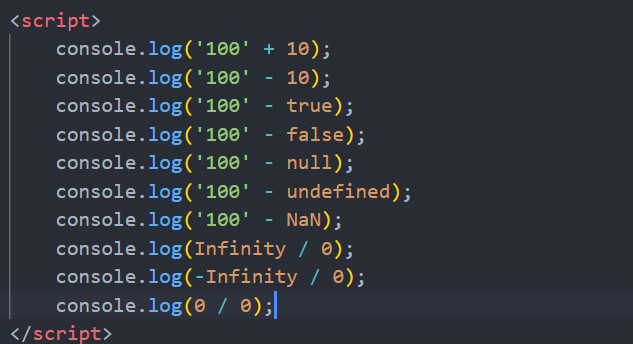 <script>
console.log('100' + 10);
console.log('100' - 10);
console.log('100' - true);
console.log('100' - false);
console.log('100' - null);
console.log('100' - undefined);
console.log('100' - NaN);
console.log(Infinity / 0);
console.log(-Infinity / 0);
console.log(0 / 0);
</script>